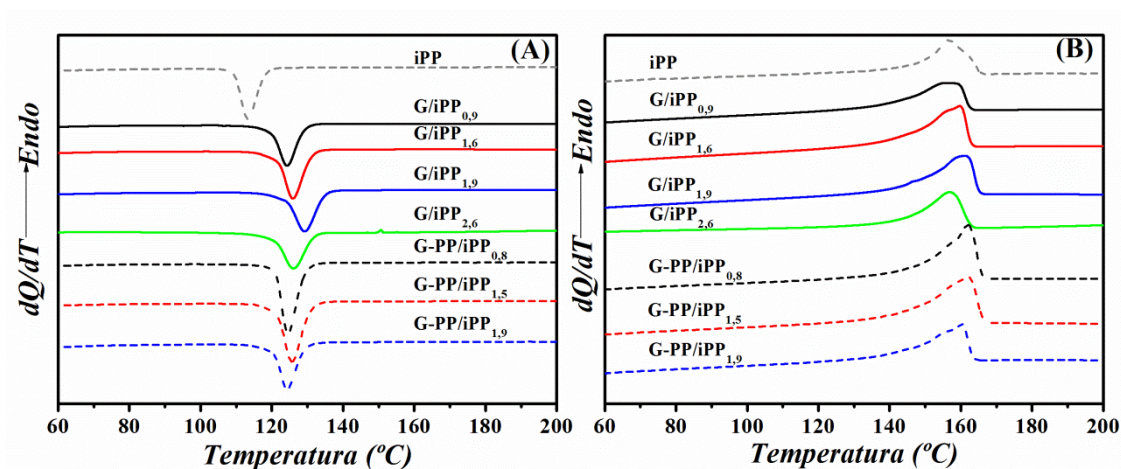 (A)
iPP
G/iPP0,9
G/iPP1,6
G/iPP1,9
G/iPP2,6
G-PP/iPP0,8
G-PP/iPP1,5
G-PP/iPP1,9
dQ/dT → Endo
60 80 100 120 140 160 180 200
Temperatura (ºC)
(B)
iPP
G/iPP0,9
G/iPP1,6
G/iPP1,9
G/iPP2,6
G-PP/iPP0,8
G-PP/iPP1,5
G-PP/iPP1,9
dQ/dT → Endo
60 80 100 120 140 160 180 200
Temperatura (ºC)